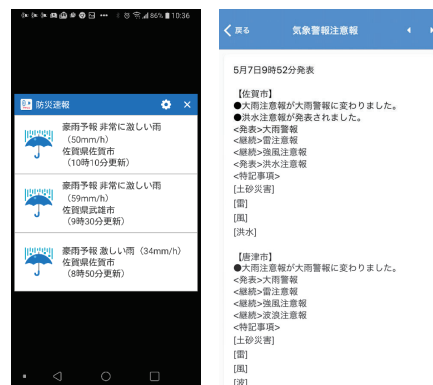 86% 10:36
防災速報
豪雨予報 非常に激しい雨
（50mm/h）
佐賀県佐賀市
（10時10分更新）
豪雨予報 非常に激しい雨
（59mm/h）
佐賀県武雄市
（9時30分更新）
豪雨予報 激しい雨（34mm/h）
佐賀県佐賀市
（8時50分更新）
戻る
気象警報注意報
5月7日9時52分発表
【佐賀市】
●大雨注意報が大雨警報に変わりました。
●洪水注意報が発表されました。
<発表>大雨警報
<継続>雷注意報
<継続>強風注意報
<発表>洪水注意報
<特記事項>
[土砂災害]
[雷]
[風]
[洪水]
【唐津市】
●大雨注意報が大雨警報に変わりました。
<発表>大雨警報
<継続>雷注意報
<継続>強風注意報
<継続>波浪注意報
<特記事項>
[土砂災害]
[雷]
[風]
[波]